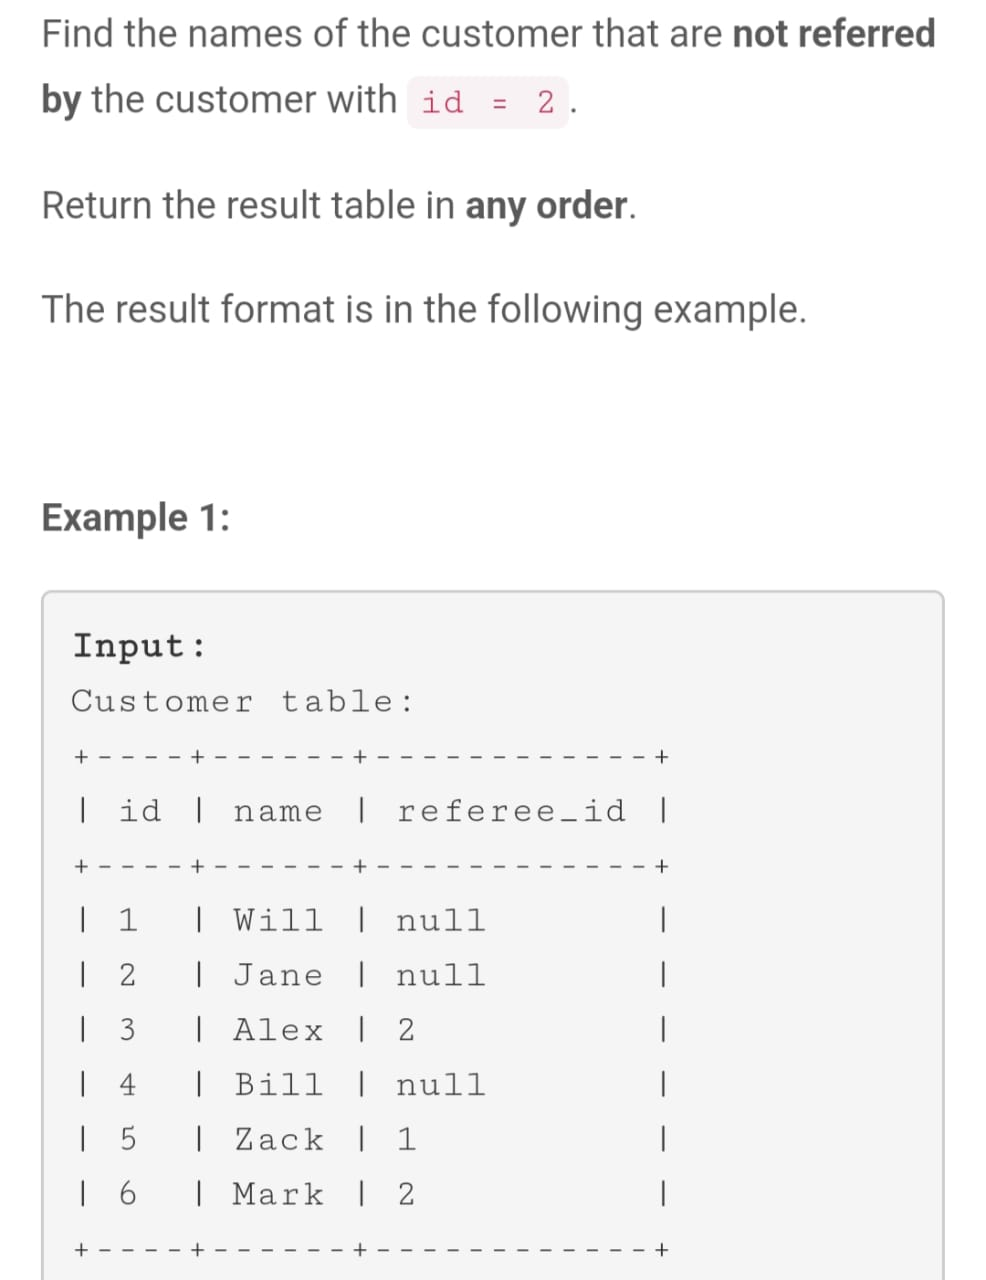 Find the names of the customer that are not referred
by the customer with id = 2.
Return the result table in any order.
The result format is in the following example.
Example 1:
Input:
Customer table:
+----+------+------------+
| id | name | referee_id |
+----+------+------------+
| 1  | Will | null       |
| 2  | Jane | null       |
| 3  | Alex | 2          |
| 4  | Bill | null       |
| 5  | Zack | 1          |
| 6  | Mark | 2          |
+----+------+------------+